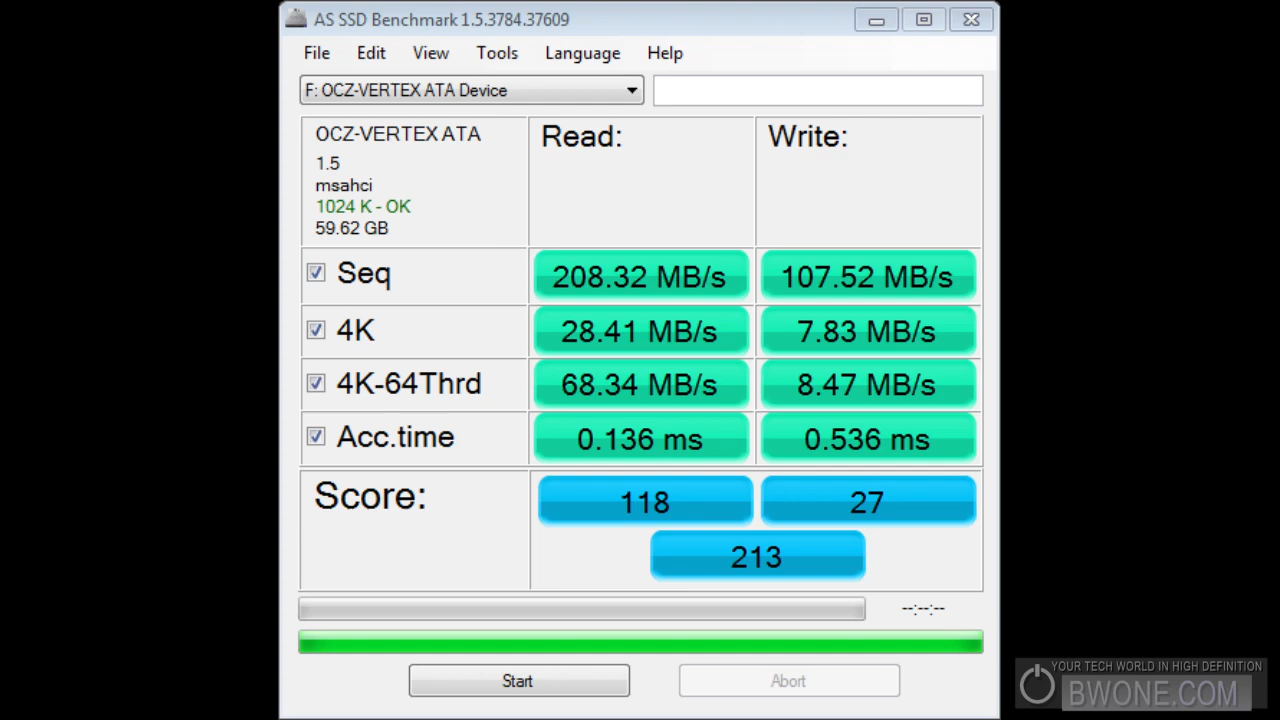 AS SSD Benchmark 1.5.3784.37609
File Edit View Tools Language Help
F: OCZ-VERTEX ATA Device
OCZ-VERTEX ATA
1.5
msahci
1024 K - OK
59.62 GB
Read: Write:
Seq 208.32 MB/s 107.52 MB/s
4K 28.41 MB/s 7.83 MB/s
4K-64Thrd 68.34 MB/s 8.47 MB/s
Acc.time 0.136 ms 0.536 ms
Score: 118 27
213
--:--:--
Start Abort
YOUR TECH WORLD IN HIGH DEFINITION
BWONE.COM